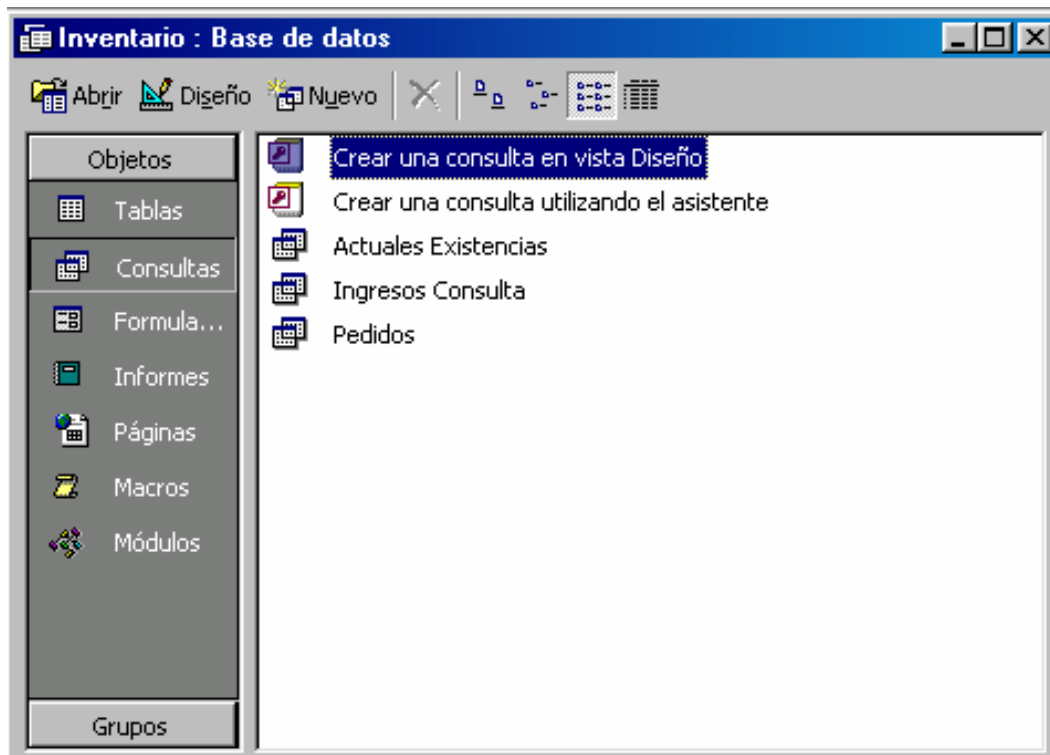 Inventario : Base de datos
Abrir Diseño Nuevo
Objetos
Tablas
Consultas
Formula...
Informes
Páginas
Macros
Módulos
Grupos
Crear una consulta en vista Diseño
Crear una consulta utilizando el asistente
Actuales Existencias
Ingresos Consulta
Pedidos